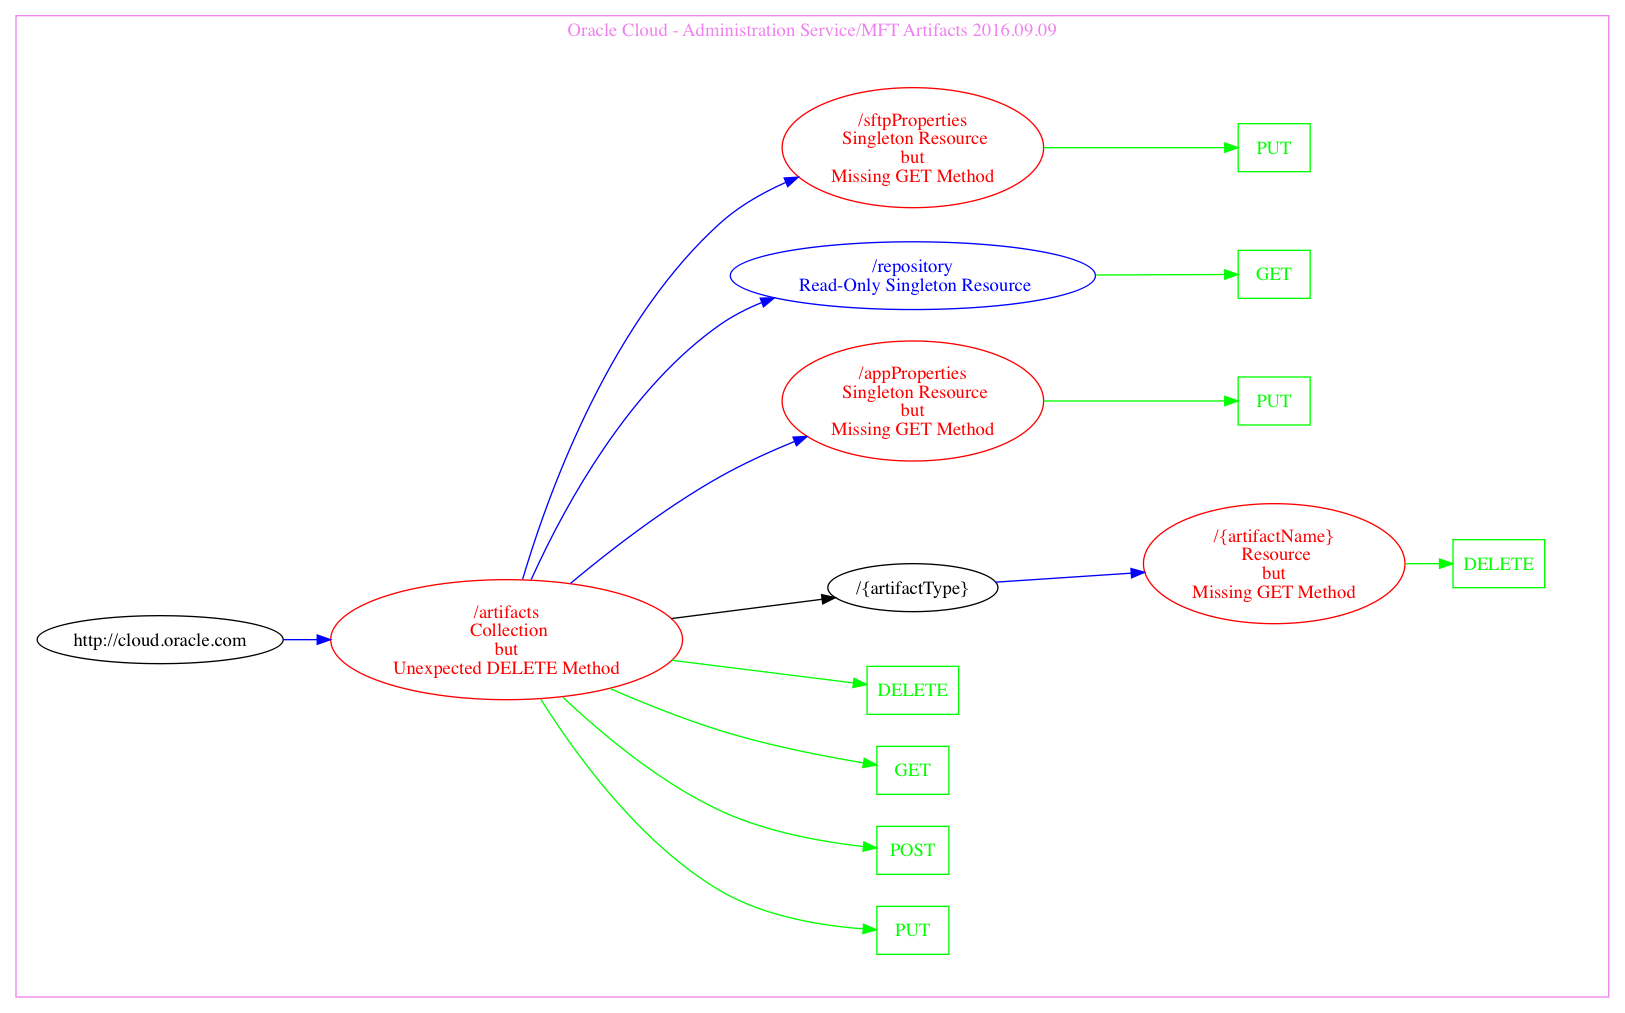 Oracle Cloud - Administration Service/MFT Artifacts 2016.09.09
/sftpProperties
Singleton Resource
but
Missing GET Method
PUT
/repository
Read-Only Singleton Resource
GET
/appProperties
Singleton Resource
but
Missing GET Method
PUT
/{artifactName}
Resource
but
Missing GET Method
DELETE
/{artifactType}
http://cloud.oracle.com
/artifacts
Collection
but
Unexpected DELETE Method
DELETE
GET
POST
PUT